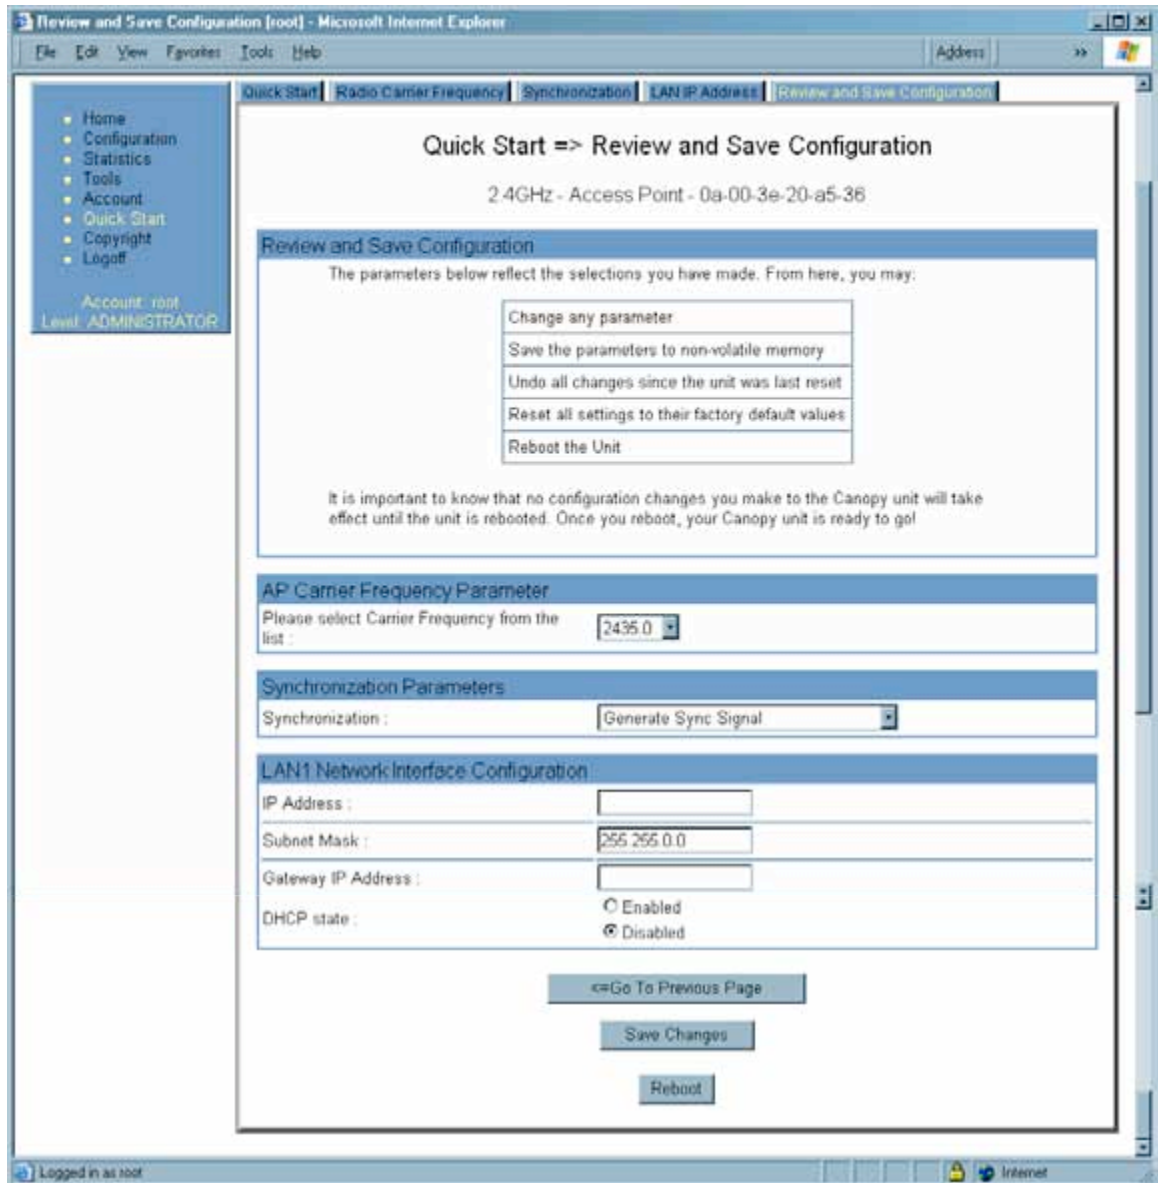 Review and Save Configuration [root] - Microsoft Internet Explorer
File Edit View Favorites Tools Help Address »
Quick Start Radio Carrier Frequency Synchronization LAN IP Address Review and Save Configuration
Home
Configuration
Statistics
Tools
Account
Quick Start
Copyright
Logoff
Account: root
Level: ADMINISTRATOR
Quick Start => Review and Save Configuration
2.4GHz - Access Point - 0a-00-3e-20-a5-36
Review and Save Configuration
The parameters below reflect the selections you have made. From here, you may:
Change any parameter
Save the parameters to non-volatile memory
Undo all changes since the unit was last reset
Reset all settings to their factory default values
Reboot the Unit
It is important to know that no configuration changes you make to the Canopy unit will take
effect until the unit is rebooted. Once you reboot, your Canopy unit is ready to go!
AP Carrier Frequency Parameter
Please select Carrier Frequency from the
list :
2435.0
Synchronization Parameters
Synchronization : Generate Sync Signal
LAN1 Network Interface Configuration
IP Address :
Subnet Mask : 255.255.0.0
Gateway IP Address :
DHCP state :
Enabled
Disabled
<=Go To Previous Page
Save Changes
Reboot
Logged in as root Internet